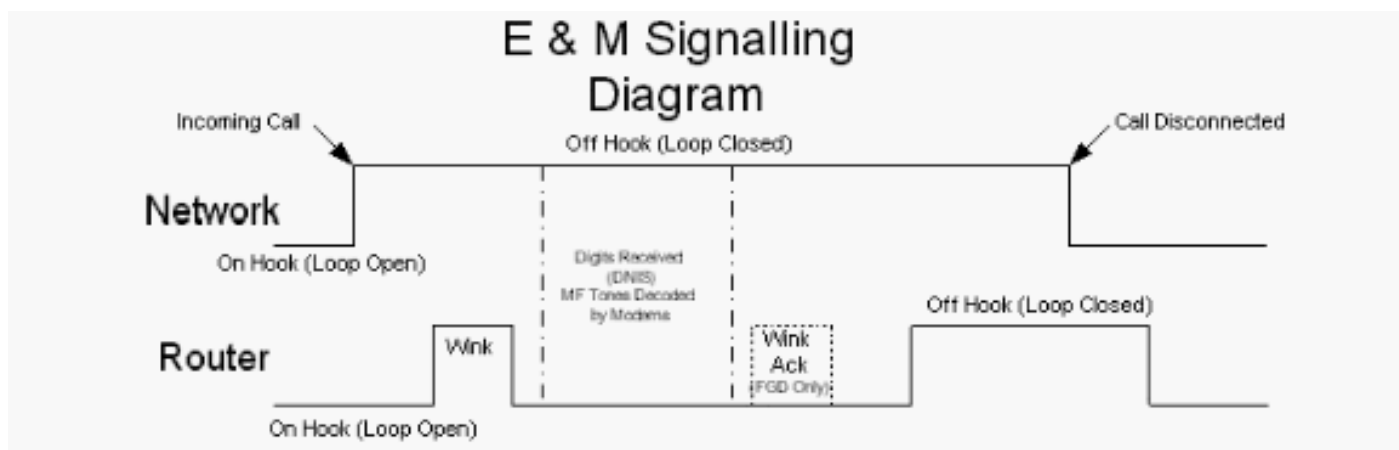 E & M Signalling
Diagram
Incoming Call
Call Disconnected
Off Hook (Loop Closed)
Network
On Hook (Loop Open)
Digits Received
(DNIS)
MF Tones Decoded
by Modems
Off Hook (Loop Closed)
Router
Wink
Wink
Ack
(FGD Only)
On Hook (Loop Open)